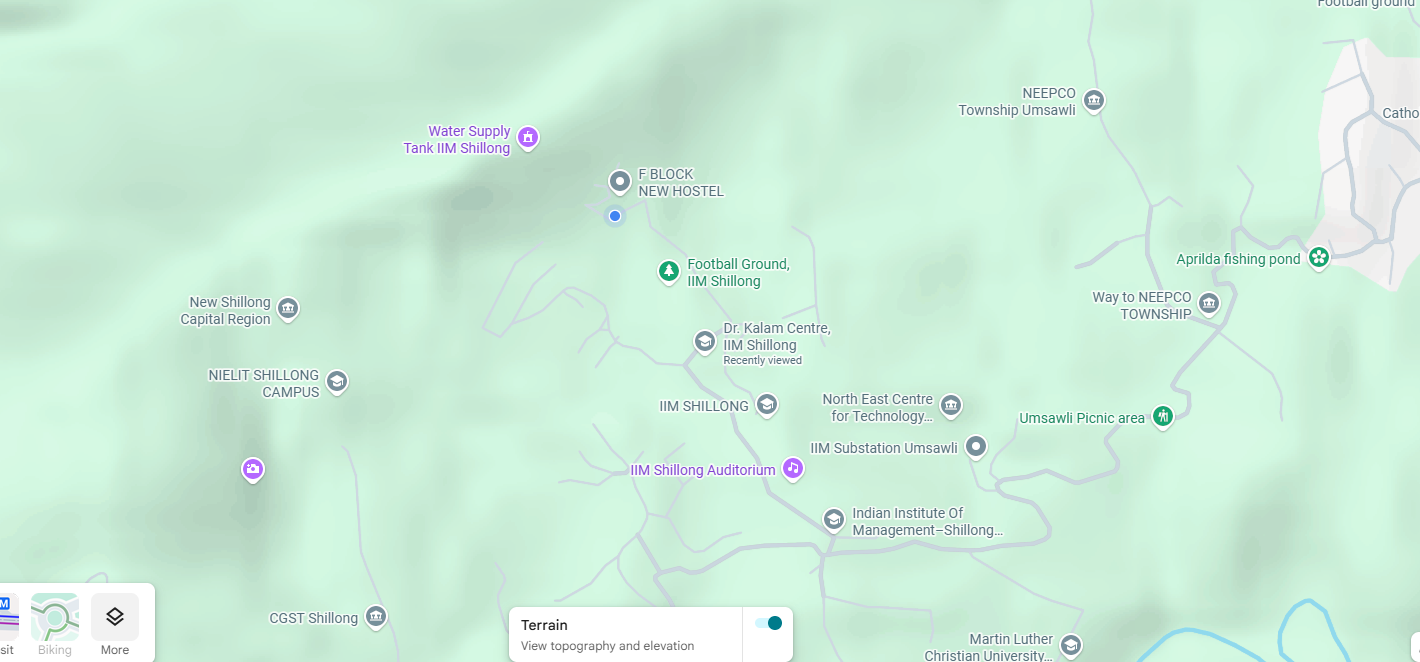 Football ground
NEEPCO
Township Umsawli
Catho
Water Supply
Tank IIM Shillong
F BLOCK
NEW HOSTEL
Football Ground,
IIM Shillong
Aprilda fishing pond
New Shillong
Capital Region
Way to NEEPCO
TOWNSHIP
Dr. Kalam Centre,
IIM Shillong
Recently viewed
NIELIT SHILLONG
CAMPUS
IIM SHILLONG
North East Centre
for Technology...
Umsawli Picnic area
IIM Substation Umsawli
IIM Shillong Auditorium
Indian Institute Of
Management–Shillong...
CGST Shillong
Martin Luther
Christian University...
M
sit
Biking
More
Terrain
View topography and elevation